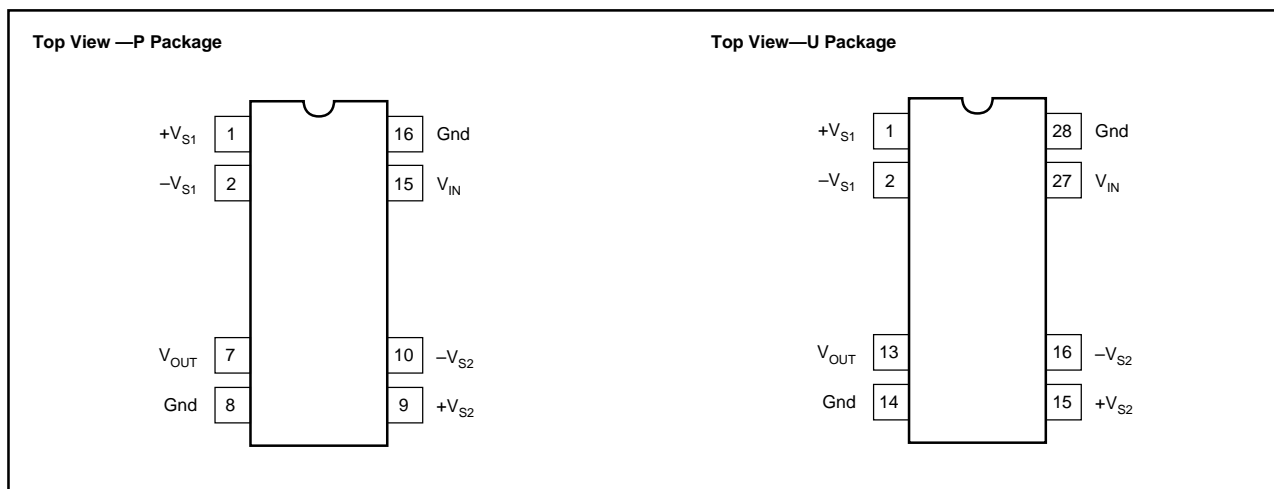 Top View —P Package
+VS1 1 16 Gnd
–VS1 2 15 VIN
VOUT 7 10 –VS2
Gnd 8 9 +VS2
Top View—U Package
+VS1 1 28 Gnd
–VS1 2 27 VIN
VOUT 13 16 –VS2
Gnd 14 15 +VS2